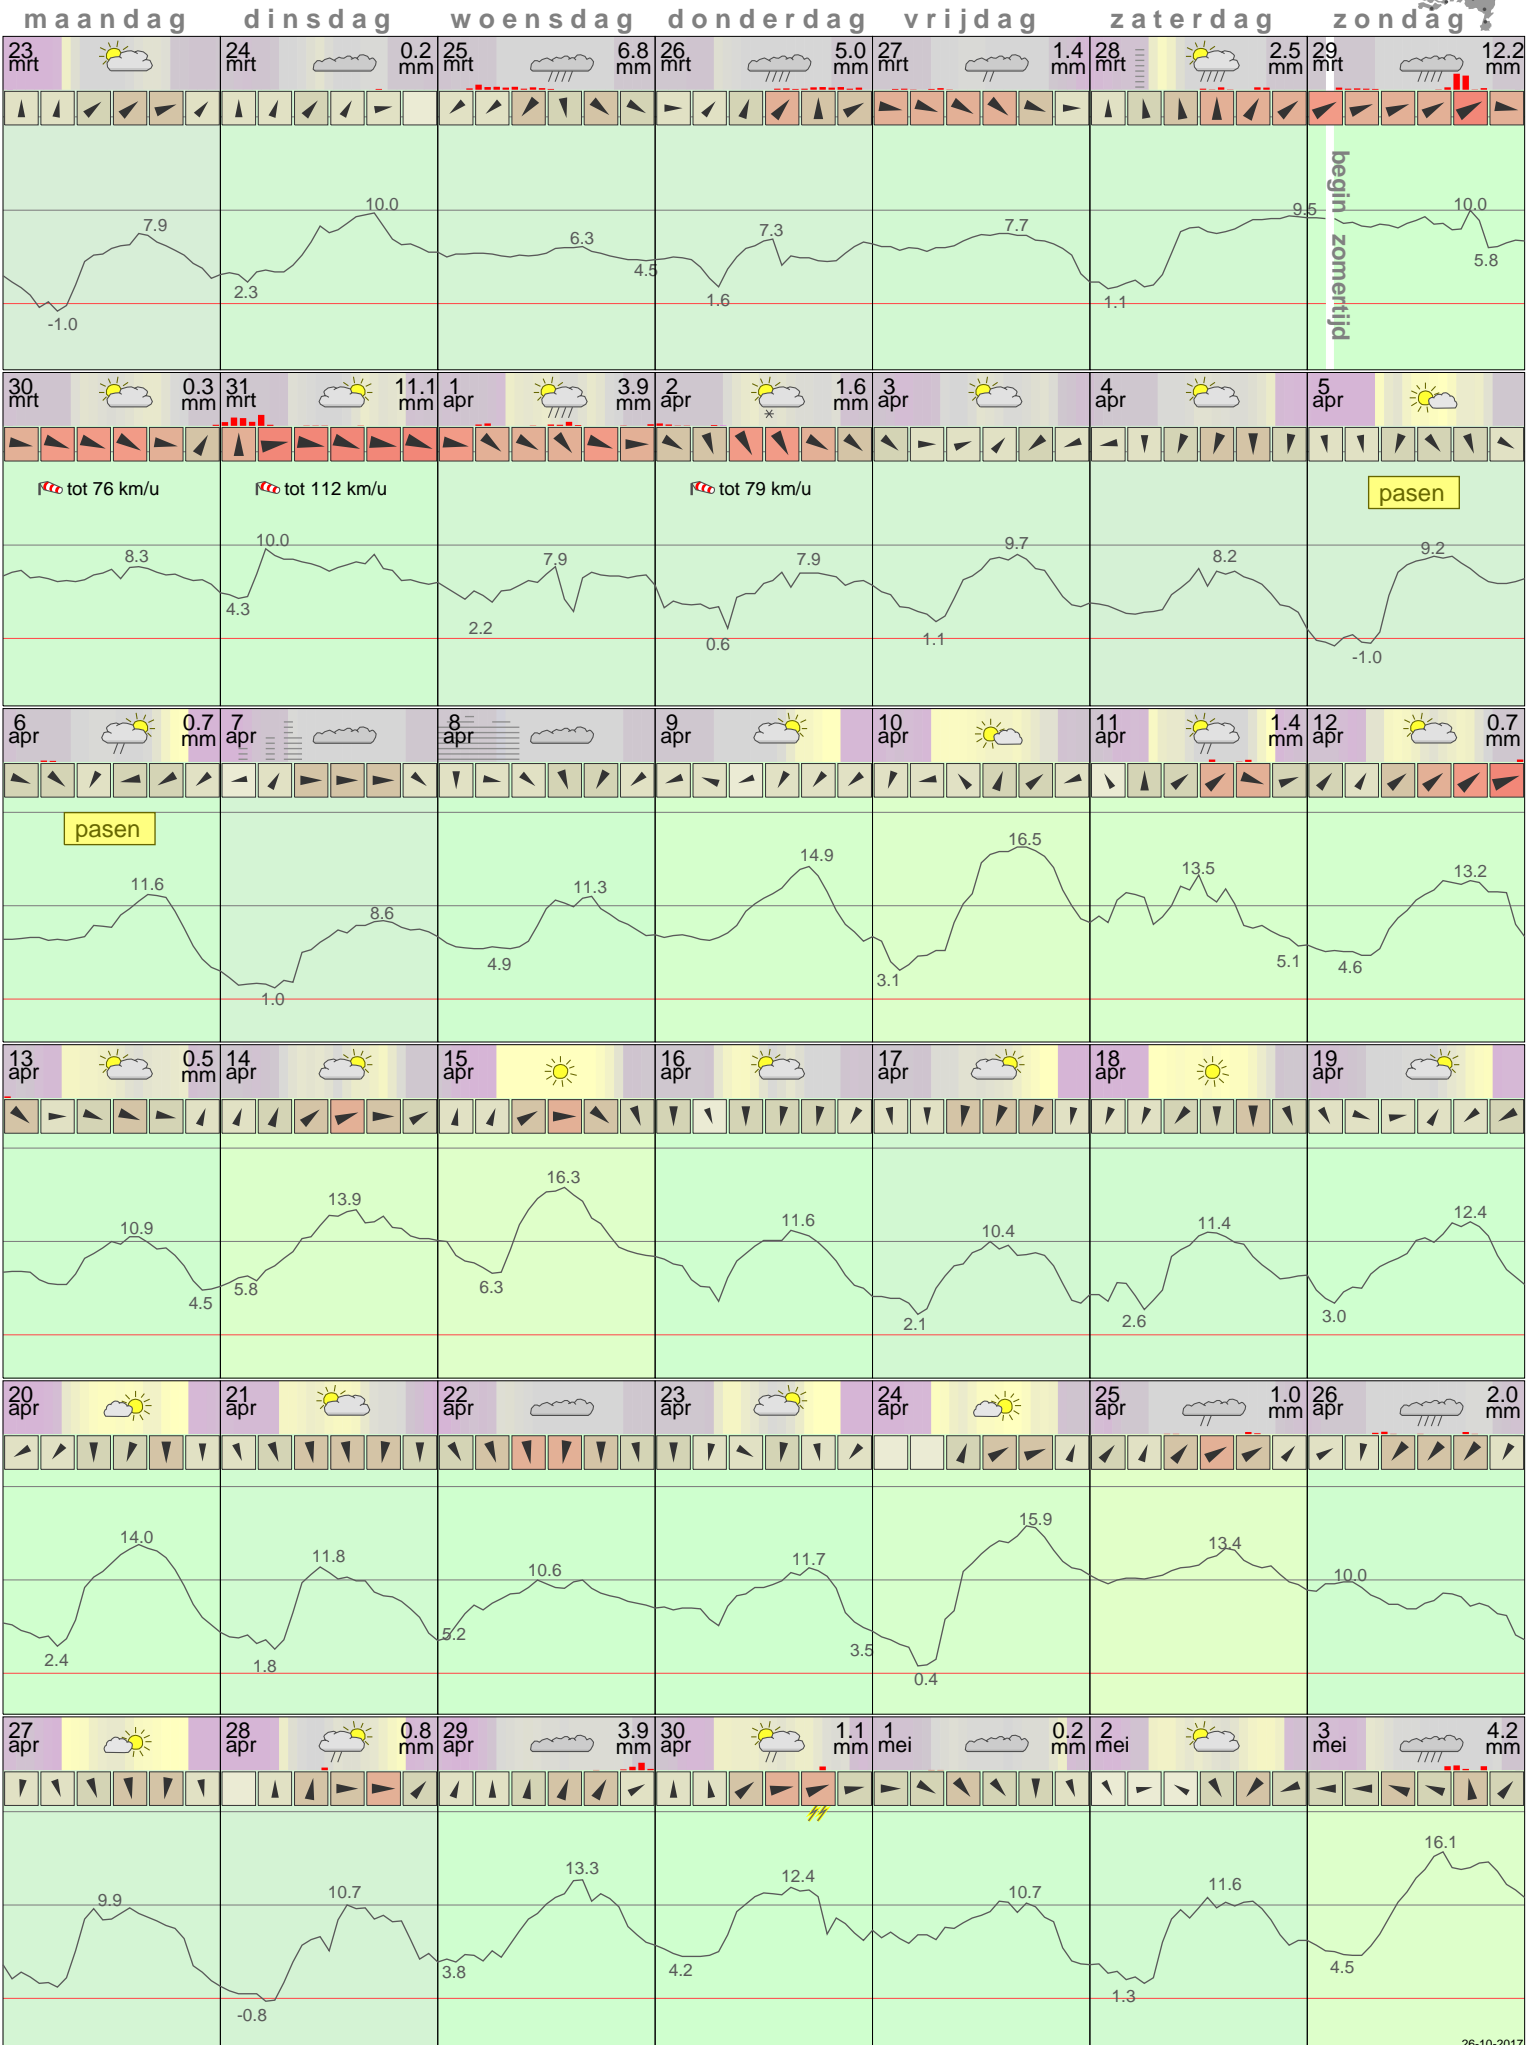 maandag dinsdag woensdag donderdag vrijdag zaterdag zondag
23 mrt
24 mrt 0.2 mm
25 mrt 6.8 mm
26 mrt 5.0 mm
27 mrt 1.4 mm
28 mrt 2.5 mm
29 mrt 12.2 mm
7.9 -1.0
10.0 2.3
6.3 4.5
7.3 1.6
7.7
9.5 1.1
10.0 5.8
begin zomertijd
30 mrt 0.3 mm
31 mrt 11.1 mm
1 apr 3.9 mm
2 apr 1.6 mm
3 apr
4 apr
5 apr
tot 76 km/u
tot 112 km/u
tot 79 km/u
pasen
8.3
10.0 4.3
7.9 2.2
7.9 0.6
9.7 1.1
8.2
9.2 -1.0
6 apr 0.7 mm
7 apr
8 apr
9 apr
10 apr
11 apr 1.4 mm
12 apr 0.7 mm
pasen
11.6
8.6 1.0
11.3 4.9
14.9
16.5 3.1
13.5 5.1
13.2 4.6
13 apr 0.5 mm
14 apr
15 apr
16 apr
17 apr
18 apr
19 apr
10.9 4.5
13.9 5.8
16.3 6.3
11.6
10.4 2.1
11.4 2.6
12.4 3.0
20 apr
21 apr
22 apr
23 apr
24 apr
25 apr 1.0 mm
26 apr 2.0 mm
14.0 2.4
11.8 1.8
10.6 5.2
11.7 3.5
15.9 0.4
13.4
10.0
27 apr
28 apr 0.8 mm
29 apr 3.9 mm
30 apr 1.1 mm
1 mei 0.2 mm
2 mei
3 mei 4.2 mm
9.9
10.7 -0.8
13.3 3.8
12.4 4.2
10.7
11.6 1.3
16.1 4.5
26-10-2017